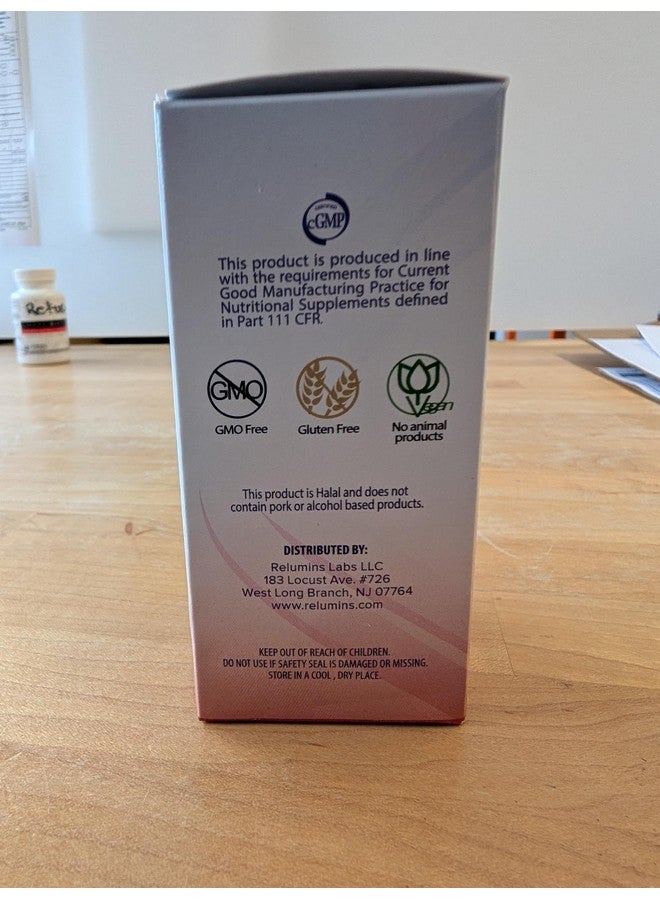 CERTIFIED
cGMP
This product is produced in line
with the requirements for Current
Good Manufacturing Practice for
Nutritional Supplements defined
in Part 111 CFR.
GMO
GMO Free
Gluten Free
Vegan
No animal
products
This product is Halal and does not
contain pork or alcohol based products.
DISTRIBUTED BY:
Relumins Labs LLC
183 Locust Ave. #726
West Long Branch, NJ 07764
www.relumins.com
KEEP OUT OF REACH OF CHILDREN.
DO NOT USE IF SAFETY SEAL IS DAMAGED OR MISSING.
STORE IN A COOL , DRY PLACE.